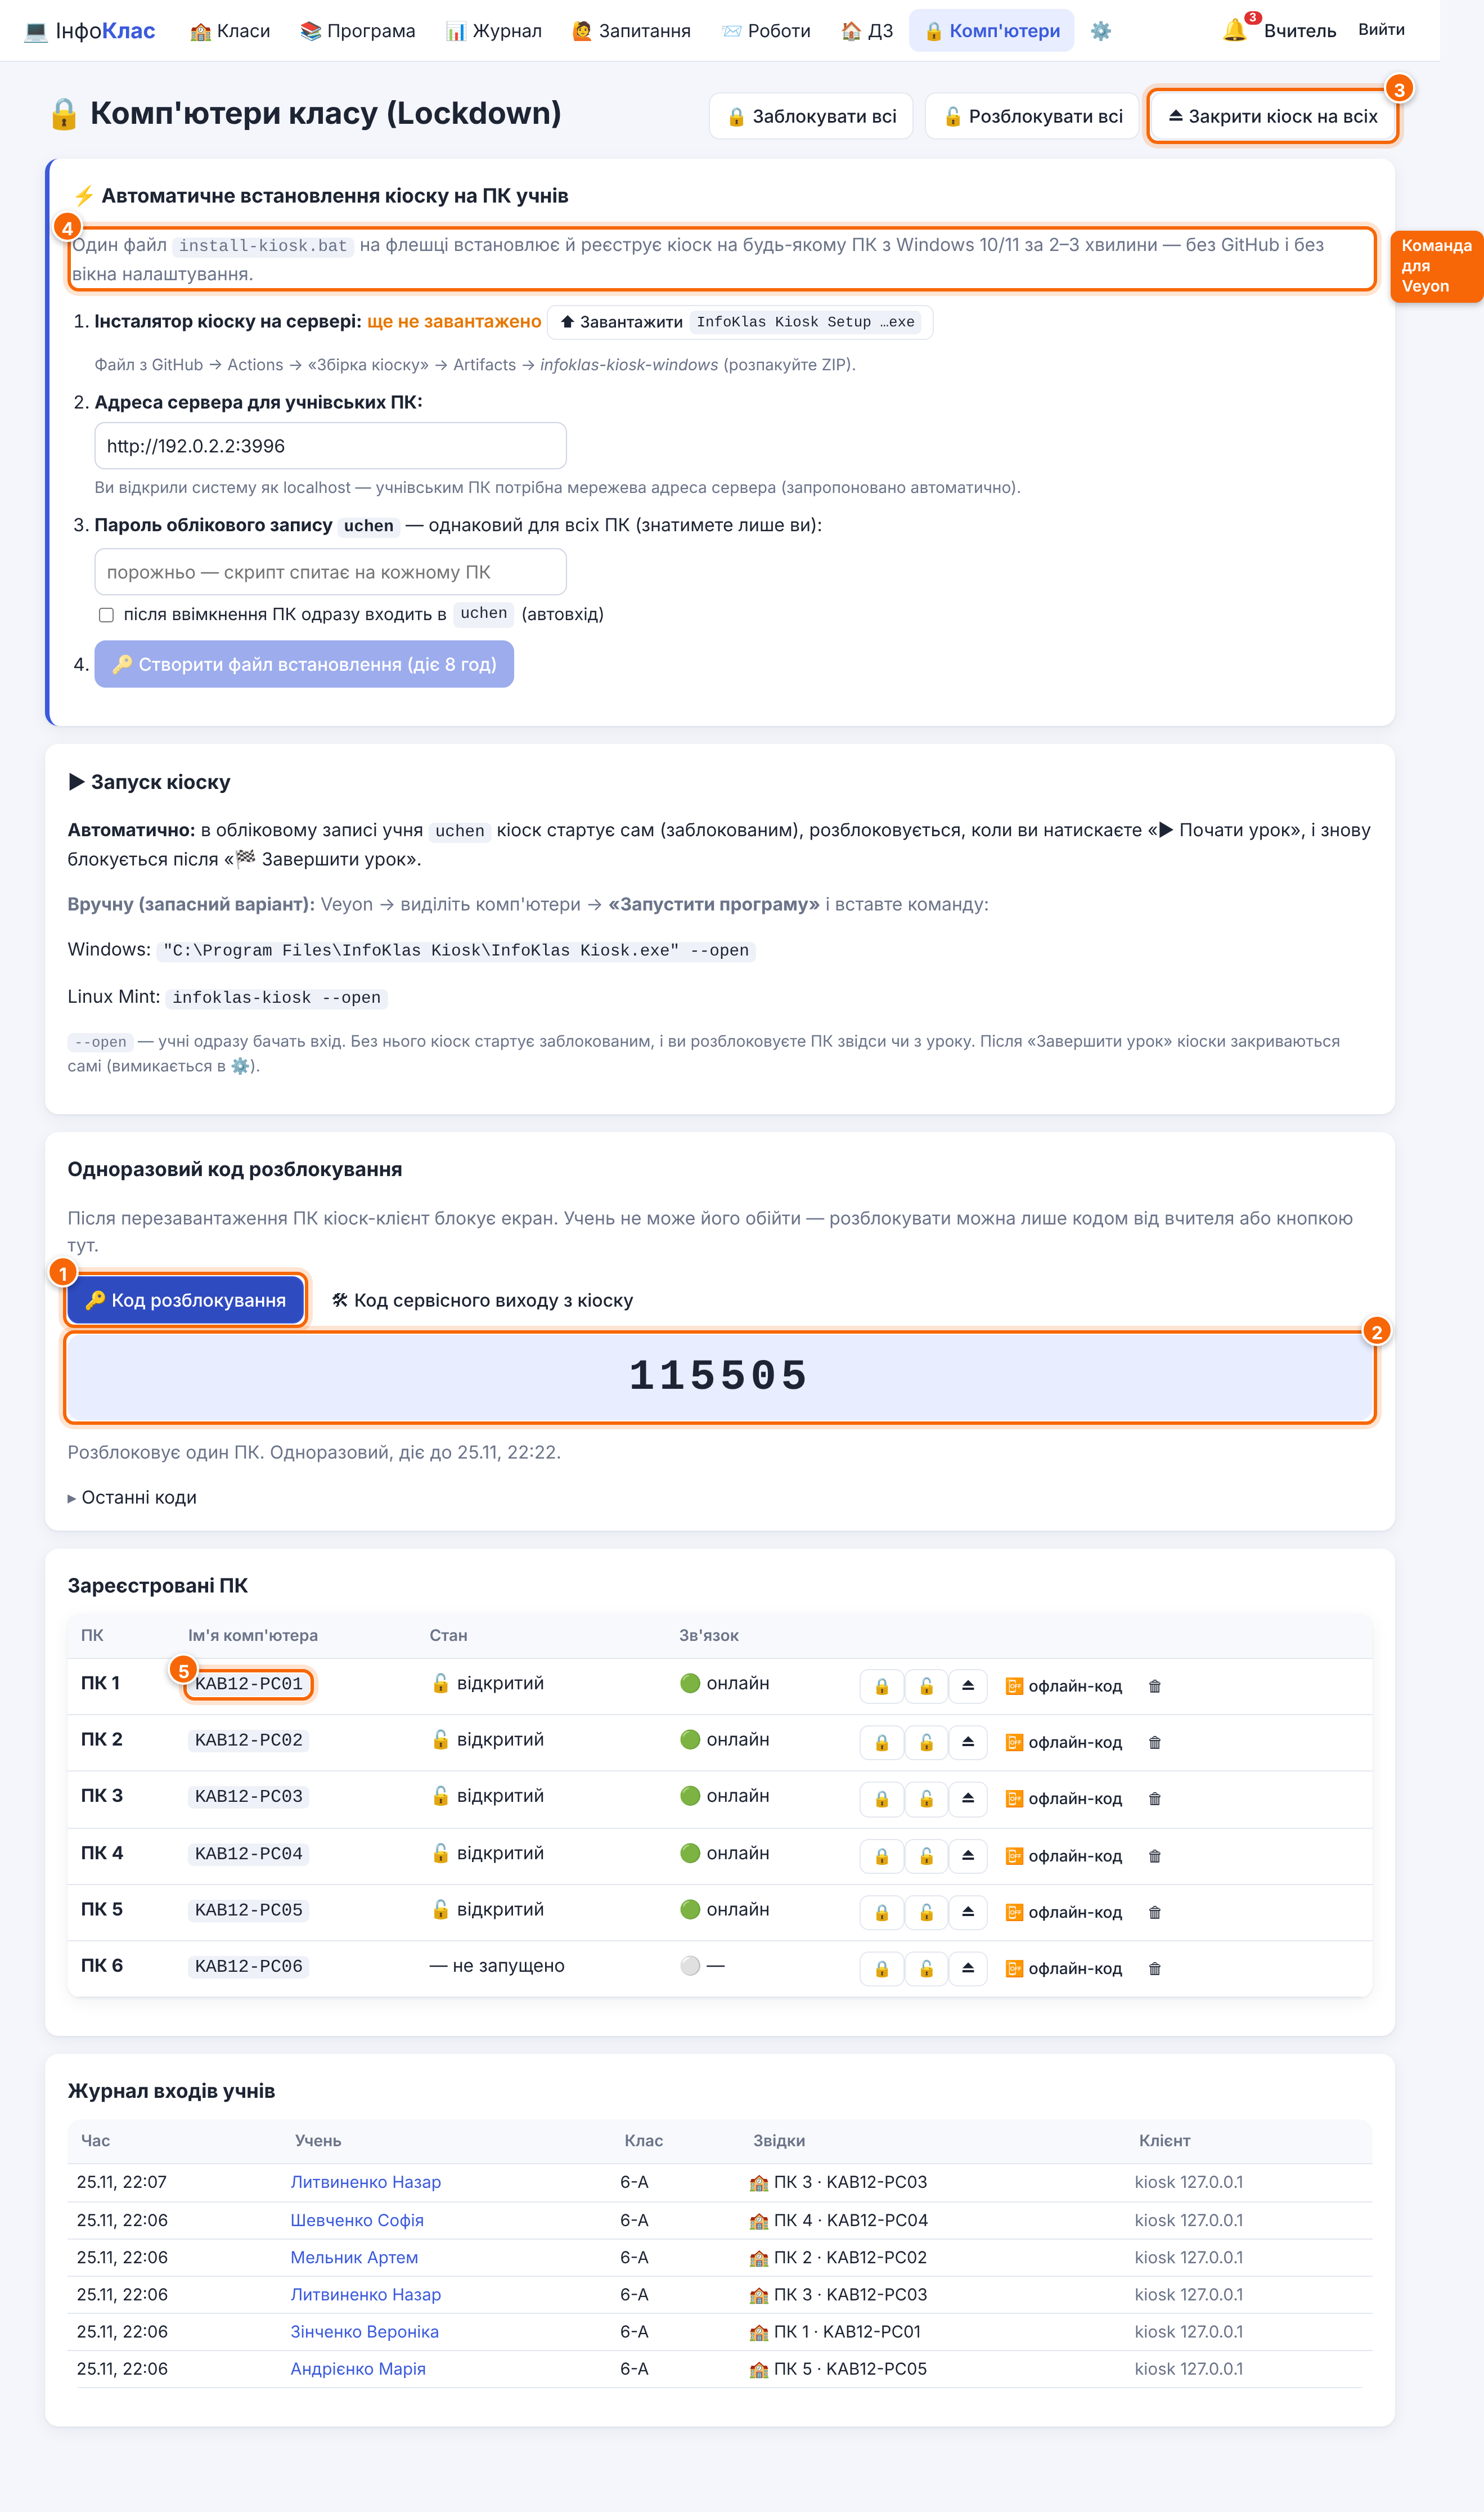 💻 ІнфоКлас 🏫 Класи 📚 Програма 📊 Журнал 🙋 Запитання 📨 Роботи 🏠 ДЗ 🔒 Комп'ютери ⚙️ 🔔 3 Вчитель Вийти
🔒 Комп'ютери класу (Lockdown)
🔒 Заблокувати всі
🔓 Розблокувати всі
⏏ Закрити кіоск на всіх
3
⚡ Автоматичне встановлення кіоску на ПК учнів
4
Один файл install-kiosk.bat на флешці встановлює й реєструє кіоск на будь-якому ПК з Windows 10/11 за 2–3 хвилини — без GitHub і без
вікна налаштування.
Команда
для
Veyon
1. Інсталятор кіоску на сервері: ще не завантажено ⬆ Завантажити InfoKlas Kiosk Setup …exe
Файл з GitHub → Actions → «Збірка кіоску» → Artifacts → infoklas-kiosk-windows (розпакуйте ZIP).
2. Адреса сервера для учнівських ПК:
http://192.0.2.2:3996
Ви відкрили систему як localhost — учнівським ПК потрібна мережева адреса сервера (запропоновано автоматично).
3. Пароль облікового запису uchen — однаковий для всіх ПК (знатимете лише ви):
порожньо — скрипт спитає на кожному ПК
після ввімкнення ПК одразу входить в uchen (автовхід)
4. 🔑 Створити файл встановлення (діє 8 год)
▶ Запуск кіоску
Автоматично: в обліковому записі учня uchen кіоск стартує сам (заблокованим), розблоковується, коли ви натискаєте «▶ Почати урок», і знову
блокується після «🏁 Завершити урок».
Вручну (запасний варіант): Veyon → виділіть комп'ютери → «Запустити програму» і вставте команду:
Windows: "C:\Program Files\InfoKlas Kiosk\InfoKlas Kiosk.exe" --open
Linux Mint: infoklas-kiosk --open
--open — учні одразу бачать вхід. Без нього кіоск стартує заблокованим, і ви розблоковуєте ПК звідси чи з уроку. Після «Завершити урок» кіоски закриваються
самі (вимикається в ⚙️).
Одноразовий код розблокування
Після перезавантаження ПК кіоск-клієнт блокує екран. Учень не може його обійти — розблокувати можна лише кодом від вчителя або кнопкою
тут.
1
🔑 Код розблокування 🛠 Код сервісного виходу з кіоску
2
115505
Розблоковує один ПК. Одноразовий, діє до 25.11, 22:22.
▸ Останні коди
Зареєстровані ПК
ПК Ім'я комп'ютера Стан Зв'язок
5
ПК 1 KAB12-PC01 🔓 відкритий 🟢 онлайн 🔒 🔓 ⏏ 📴 офлайн-код 🗑
ПК 2 KAB12-PC02 🔓 відкритий 🟢 онлайн 🔒 🔓 ⏏ 📴 офлайн-код 🗑
ПК 3 KAB12-PC03 🔓 відкритий 🟢 онлайн 🔒 🔓 ⏏ 📴 офлайн-код 🗑
ПК 4 KAB12-PC04 🔓 відкритий 🟢 онлайн 🔒 🔓 ⏏ 📴 офлайн-код 🗑
ПК 5 KAB12-PC05 🔓 відкритий 🟢 онлайн 🔒 🔓 ⏏ 📴 офлайн-код 🗑
ПК 6 KAB12-PC06 — не запущено ⚪ — 🔒 🔓 ⏏ 📴 офлайн-код 🗑
Журнал входів учнів
Час Учень Клас Звідки Клієнт
25.11, 22:07 Литвиненко Назар 6-А 🏫 ПК 3 · KAB12-PC03 kiosk 127.0.0.1
25.11, 22:06 Шевченко Софія 6-А 🏫 ПК 4 · KAB12-PC04 kiosk 127.0.0.1
25.11, 22:06 Мельник Артем 6-А 🏫 ПК 2 · KAB12-PC02 kiosk 127.0.0.1
25.11, 22:06 Литвиненко Назар 6-А 🏫 ПК 3 · KAB12-PC03 kiosk 127.0.0.1
25.11, 22:06 Зінченко Вероніка 6-А 🏫 ПК 1 · KAB12-PC01 kiosk 127.0.0.1
25.11, 22:06 Андрієнко Марія 6-А 🏫 ПК 5 · KAB12-PC05 kiosk 127.0.0.1